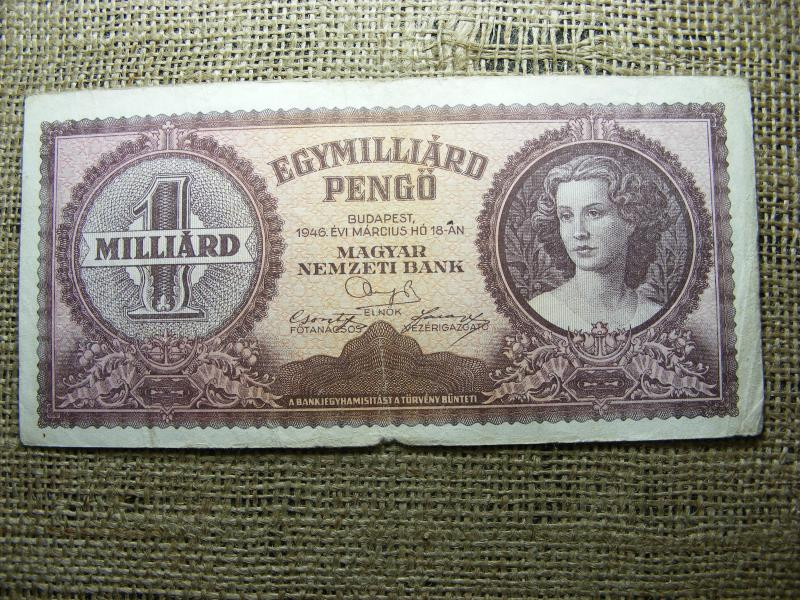 EGYMILLIÁRD
PENGŐ
1
MILLIÁRD
BUDAPEST,
1946. ÉVI MÁRCIUS HÓ 18-ÁN
MAGYAR
NEMZETI BANK
ELNÖK
FŐTANÁCSOS VEZÉRIGAZGATÓ
A BANKJEGYHAMISÍTÁST A TÖRVÉNY BÜNTETI